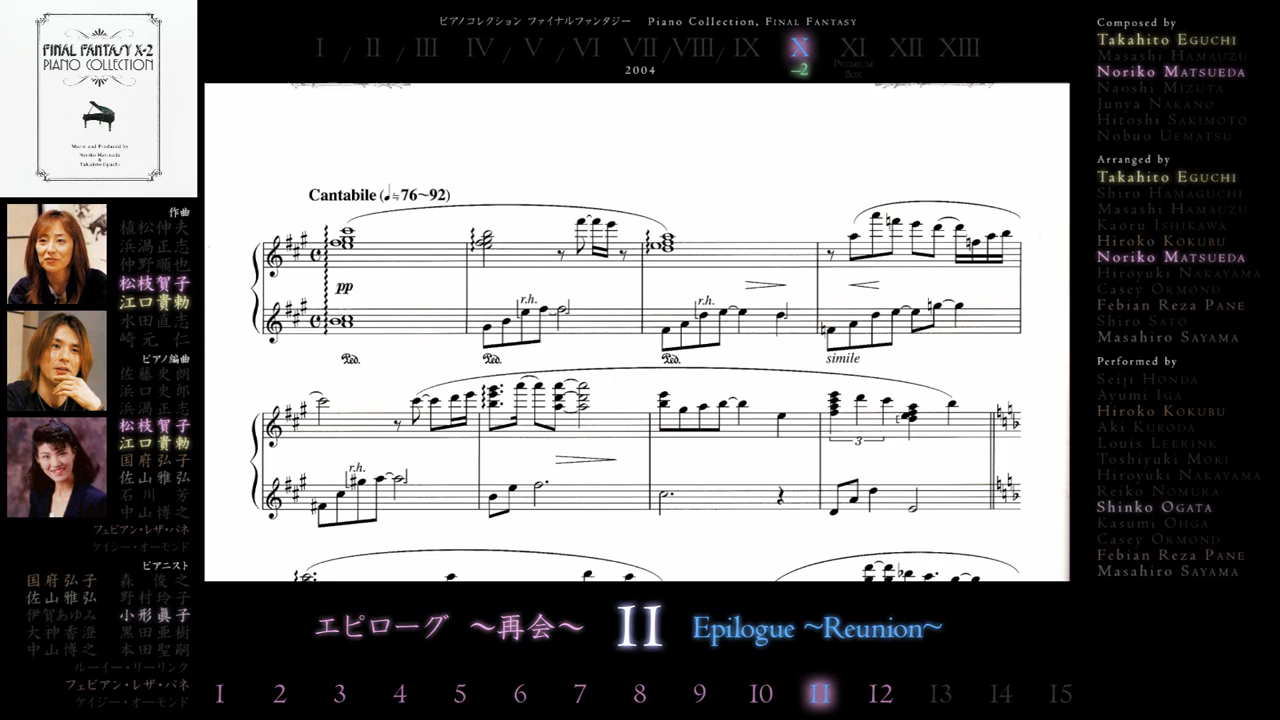 ピアノコレクション ファイナルファンタジー Piano Collection, FINAL FANTASY
I / II / III IV / V / VI VII / VIII / IX X XI XII XIII
-2
PREMIUM
BOX
2004
FINAL FANTASY X-2
PIANO COLLECTION
Music and Produced by
Noriko Matsueda
&
Takahito Eguchi
作曲
植松伸夫
浜渦正志
仲野順也
松枝賀子
江口貴勅
水田直志
崎元 仁
ピアノ編曲
佐藤史朗
浜口史郎
浜渦正志
松枝賀子
江口貴勅
国府弘子
佐山雅弘
石川 芳
中山博之
フェビアン・レザ・パネ
ケイシー・オーモンド
ピアニスト
国府弘子 森 俊之
佐山雅弘 野村玲子
伊賀あゆみ 小形眞子
大神香澄 黒田亜樹
中山博之 本田聖嗣
ルーイー・リーリンク
フェビアン・レザ・パネ
ケイジー・オーモンド
Cantabile (♩≒76~92)
pp
r.h.
r.h.
Ped.
Ped.
Ped.
simile
r.h.
3
Composed by
Takahito EGUCHI
Masashi HAMAUZU
Noriko MATSUEDA
Naoshi MIZUTA
Junya NAKANO
Hitoshi SAKIMOTO
Nobuo UEMATSU
Arranged by
Takahito EGUCHI
Shiro HAMAGUCHI
Masashi HAMAUZU
Kaoru ISHIKAWA
Hiroko KOKUBU
Noriko MATSUEDA
Hiroyuki NAKAYAMA
Casey ORMOND
Febian Reza PANE
Shiro SATO
Masahiro SAYAMA
Performed by
Seiji HONDA
Ayumi IGA
Hiroko KOKUBU
Aki KURODA
Louis LEERINK
Toshiyuki MORI
Hiroyuki NAKAYAMA
Reiko NOMURA
Shinko OGATA
Kasumi OHGA
Casey ORMOND
Febian Reza PANE
Masahiro SAYAMA
エピローグ ～再会～ II Epilogue ~Reunion~
1 2 3 4 5 6 7 8 9 10 11 12 13 14 15